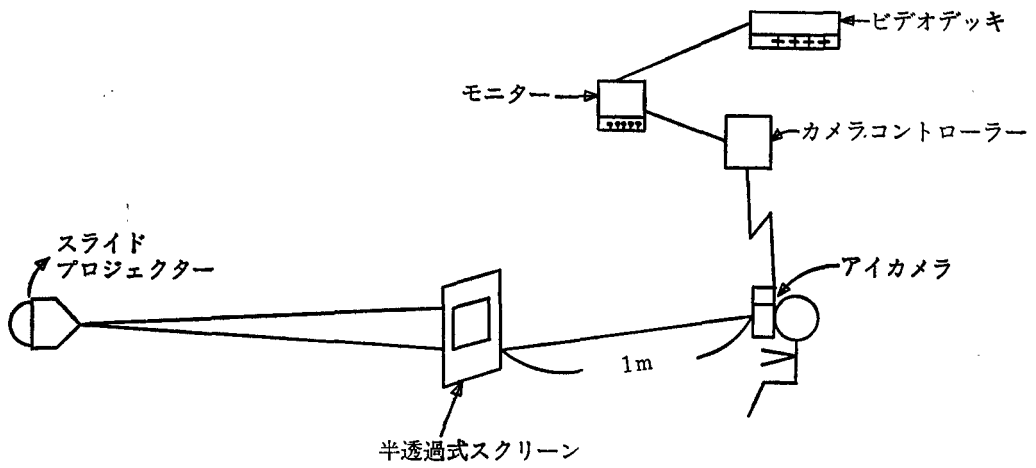 ビデオデッキ
モニター
カメラコントローラー
スライド
プロジェクター
アイカメラ
1m
半透過式スクリーン